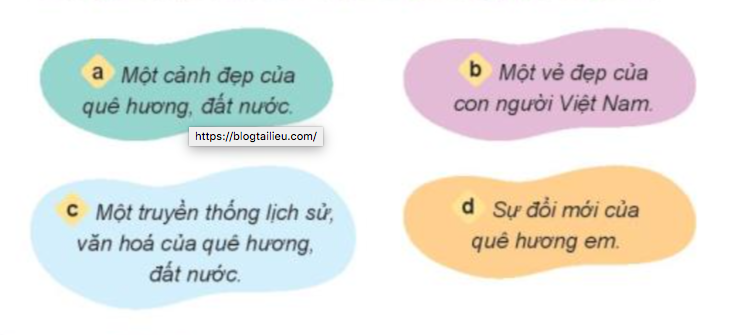 a Một cảnh đẹp của
quê hương, đất nước.
https://blogtailieu.com/
b Một vẻ đẹp của
con người Việt Nam.
c Một truyền thống lịch sử,
văn hoá của quê hương,
đất nước.
d Sự đổi mới của
quê hương em.